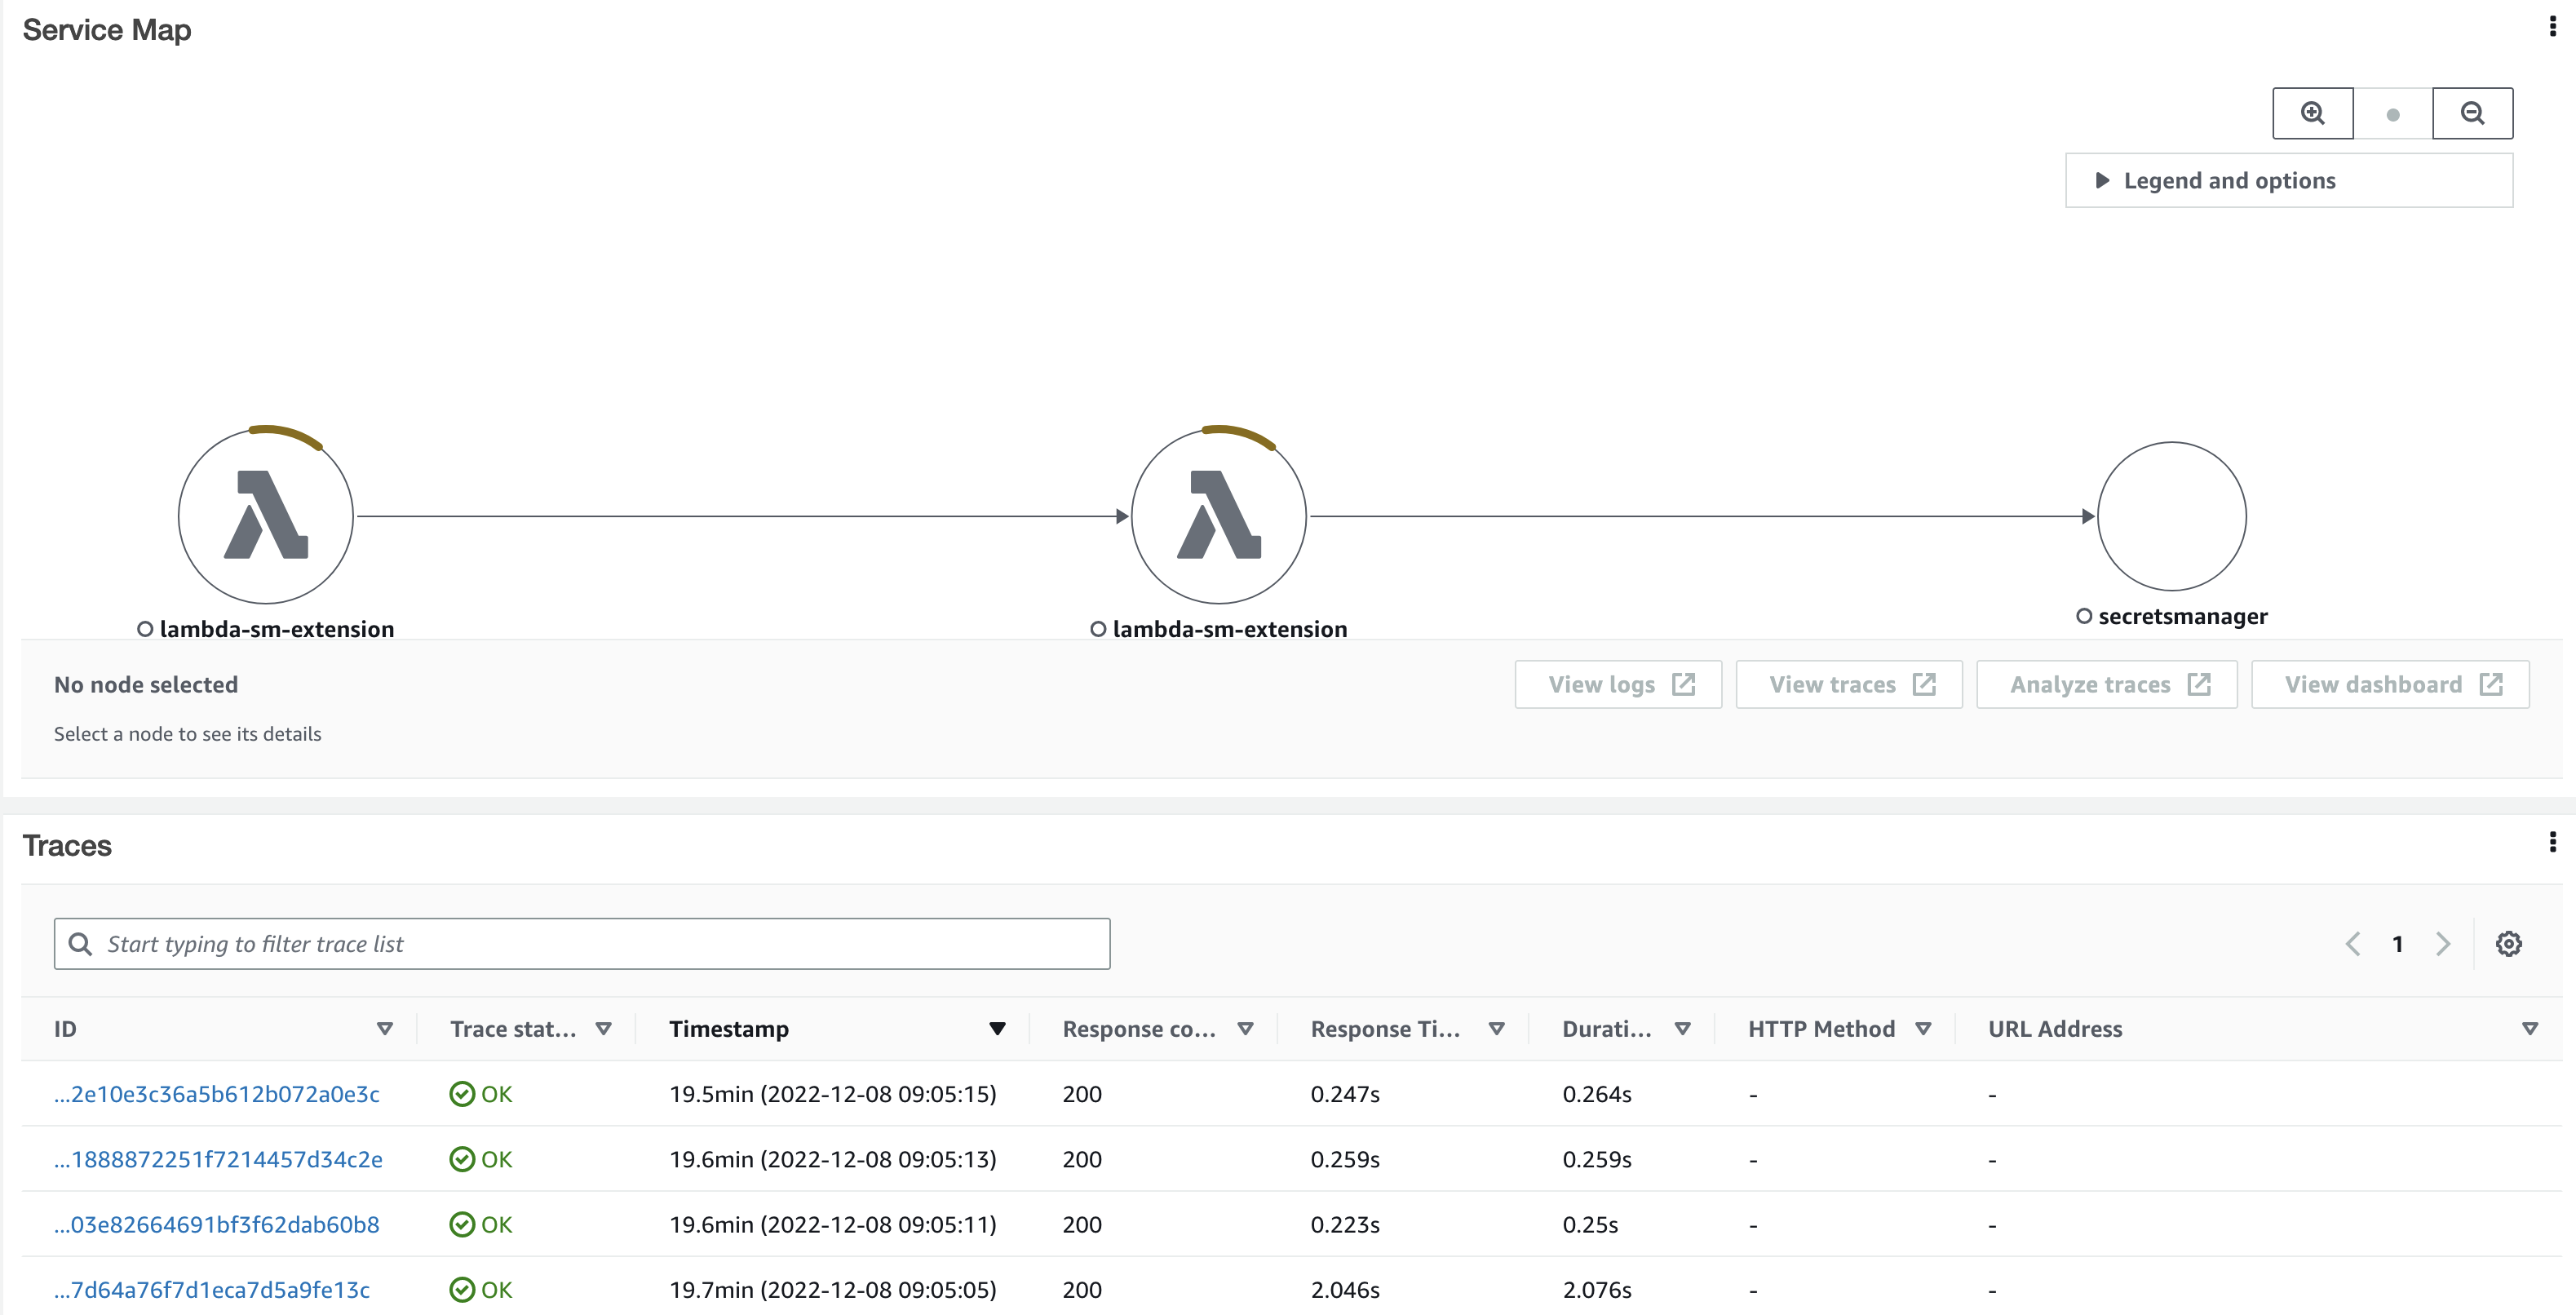 Service Map
Legend and options
lambda-sm-extension
lambda-sm-extension
secretsmanager
No node selected
View logs
View traces
Analyze traces
View dashboard
Select a node to see its details
Traces
Start typing to filter trace list
1
ID Trace stat... Timestamp Response co... Response Ti... Durati... HTTP Method URL Address
...2e10e3c36a5b612b072a0e3c OK 19.5min (2022-12-08 09:05:15) 200 0.247s 0.264s - -
...1888872251f7214457d34c2e OK 19.6min (2022-12-08 09:05:13) 200 0.259s 0.259s - -
...03e82664691bf3f62dab60b8 OK 19.6min (2022-12-08 09:05:11) 200 0.223s 0.25s - -
...7d64a76f7d1eca7d5a9fe13c OK 19.7min (2022-12-08 09:05:05) 200 2.046s 2.076s - -